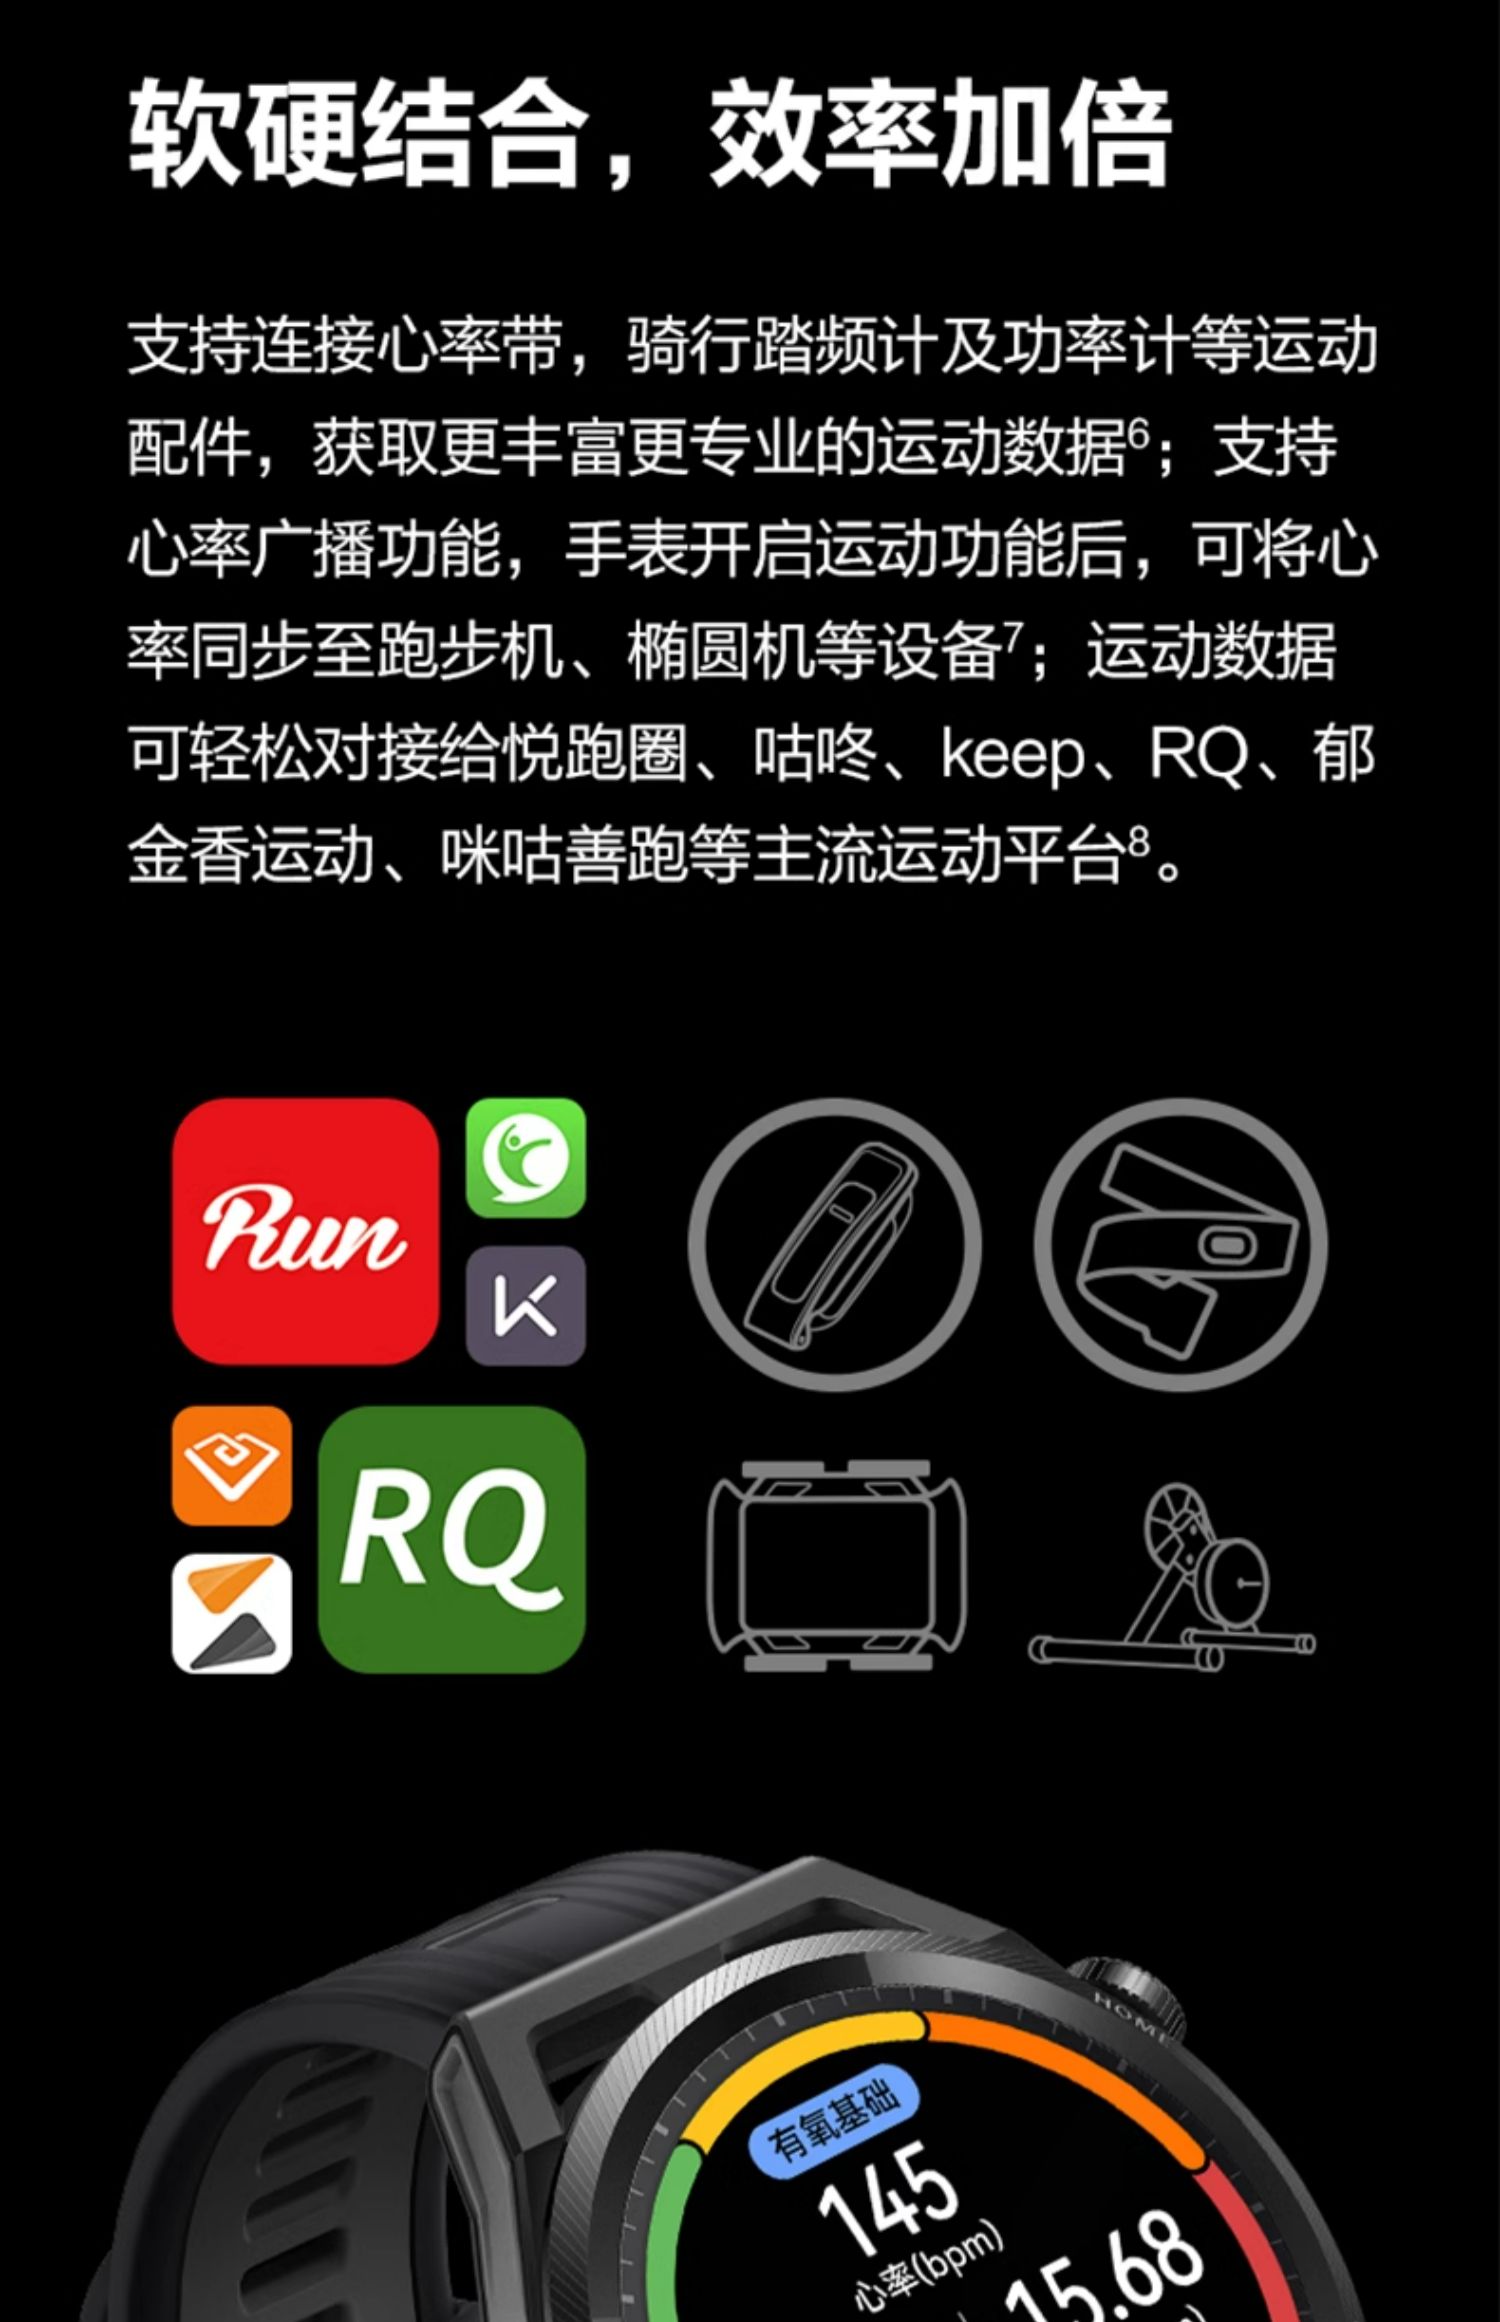 软硬结合，效率加倍
支持连接心率带，骑行踏频计及功率计等运动
配件，获取更丰富更专业的运动数据⁶；支持
心率广播功能，手表开启运动功能后，可将心
率同步至跑步机、椭圆机等设备⁷；运动数据
可轻松对接给悦跑圈、咕咚、keep、RQ、郁
金香运动、咪咕善跑等主流运动平台⁸。
Run
RQ
HOME
有氧基础
145
心率(bpm)
15.68